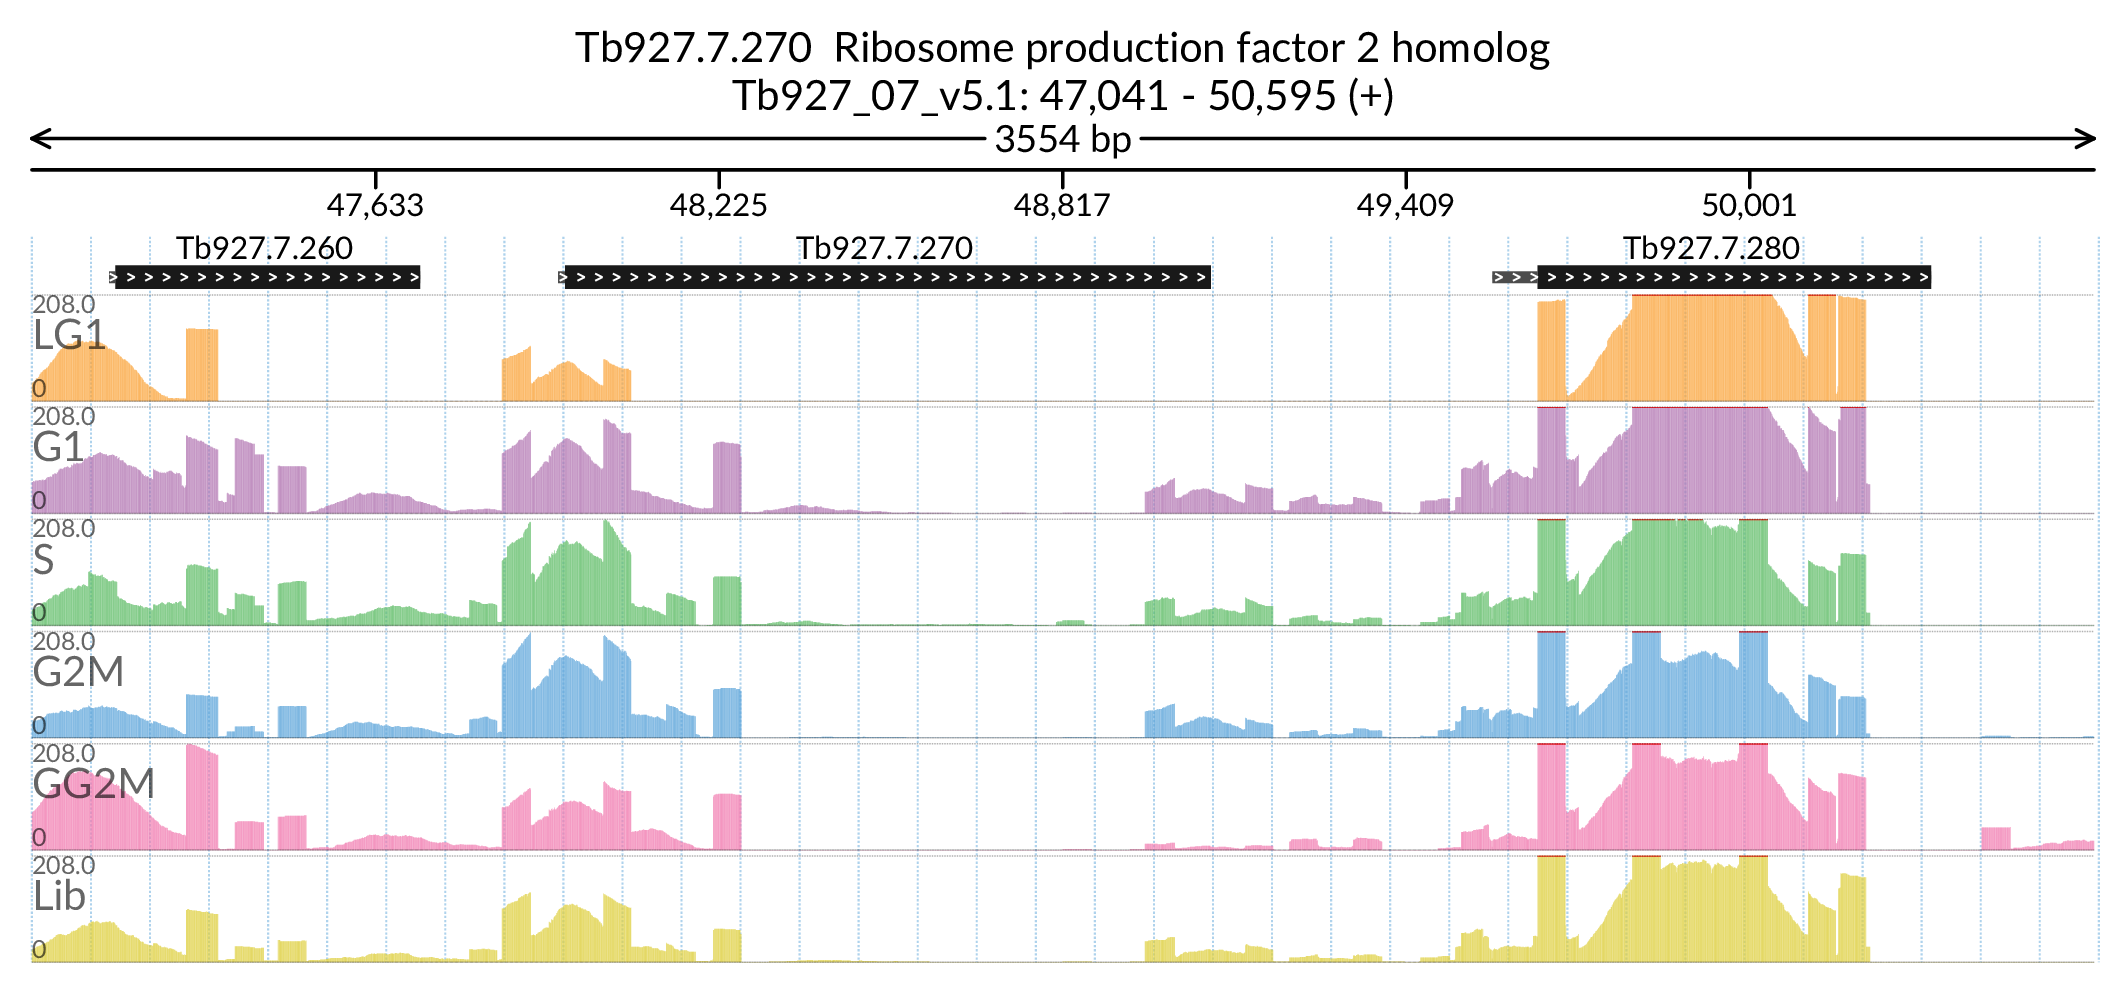 Tb927.7.270  Ribosome production factor 2 homolog
Tb927_07_v5.1: 47,041 - 50,595 (+)
3554 bp
47,633 48,225 48,817 49,409 50,001
Tb927.7.260 Tb927.7.270 Tb927.7.280
208.0
LG1
0
208.0
G1
0
208.0
S
0
208.0
G2M
0
208.0
GG2M
0
208.0
Lib
0